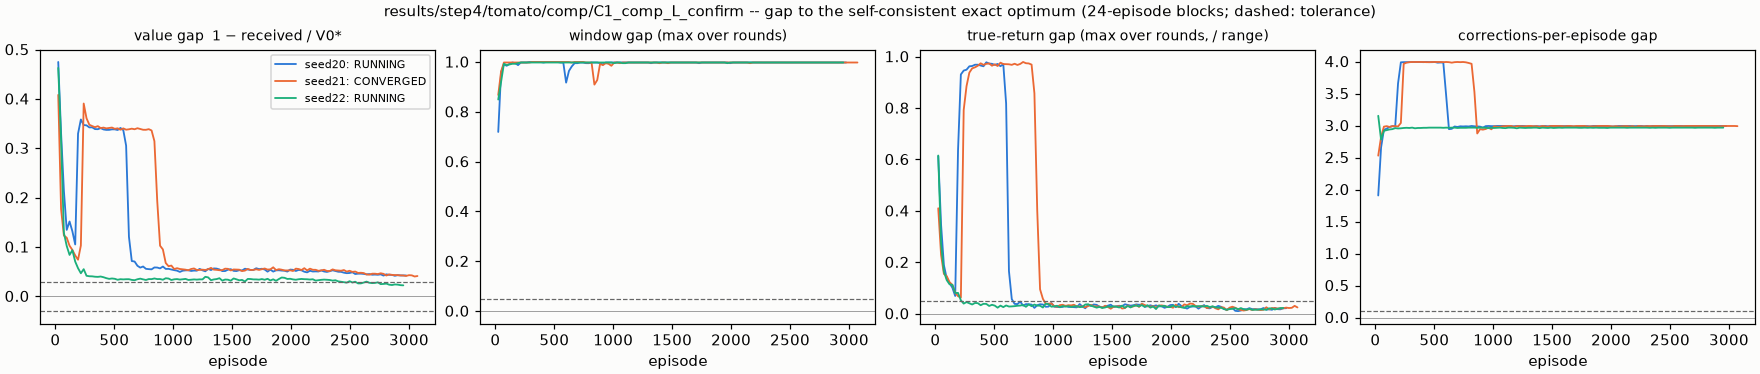 results/step4/tomato/comp/C1_comp_L_confirm -- gap to the self-consistent exact optimum (24-episode blocks; dashed: tolerance)
value gap 1 − received / V0*
0.5
0.4
0.3
0.2
0.1
0.0
seed20: RUNNING
seed21: CONVERGED
seed22: RUNNING
0 500 1000 1500 2000 2500 3000
episode
window gap (max over rounds)
1.0
0.8
0.6
0.4
0.2
0.0
0 500 1000 1500 2000 2500 3000
episode
true-return gap (max over rounds, / range)
1.0
0.8
0.6
0.4
0.2
0.0
0 500 1000 1500 2000 2500 3000
episode
corrections-per-episode gap
4.0
3.5
3.0
2.5
2.0
1.5
1.0
0.5
0.0
0 500 1000 1500 2000 2500 3000
episode